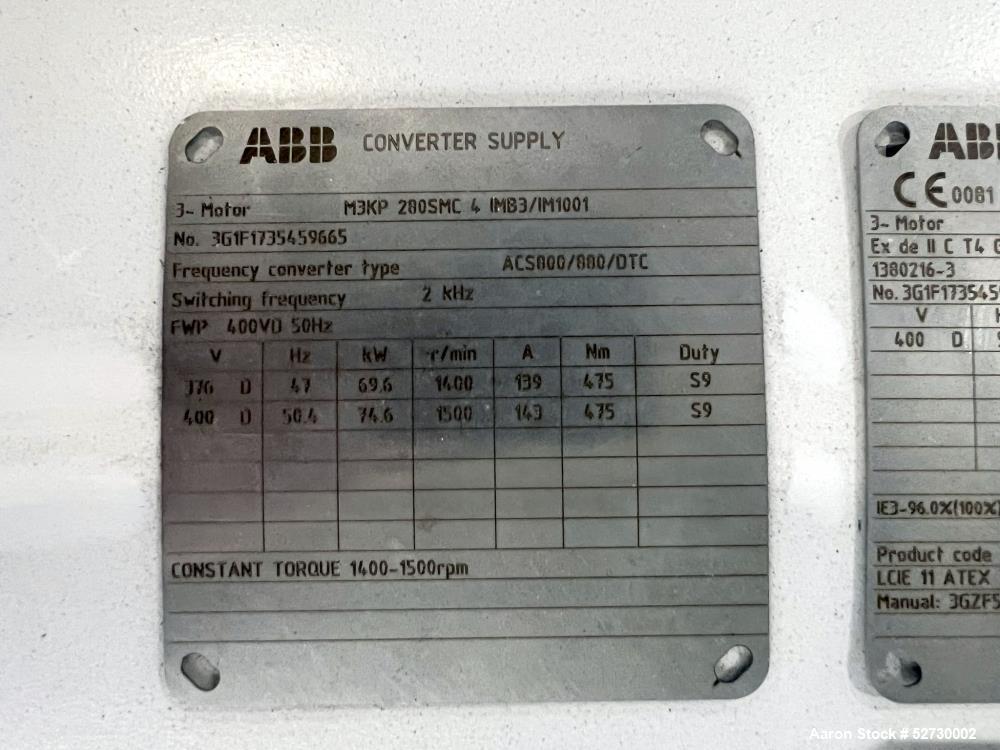 ABB CONVERTER SUPPLY
3~ Motor M3KP 280SMC 4 IMB3/IM1001
No. 3G1F1735459665
Frequency converter type ACS800/880/DTC
Switching frequency 2 kHz
FWP 400VD 50Hz
V Hz kW r/min A Nm Duty
376 D 47 69.6 1400 139 475 S9
400 D 50.4 74.6 1500 143 475 S9
CONSTANT TORQUE 1400-1500rpm
ABB
CE 0081
3~ Motor
Ex de II C T4 G
1380216-3
No. 3G1F173545
V
400 D
IE3-96.0%(100%)
Product code
LCIE 11 ATEX
Manual: 3GZF5
Aaron Stock # 52730002